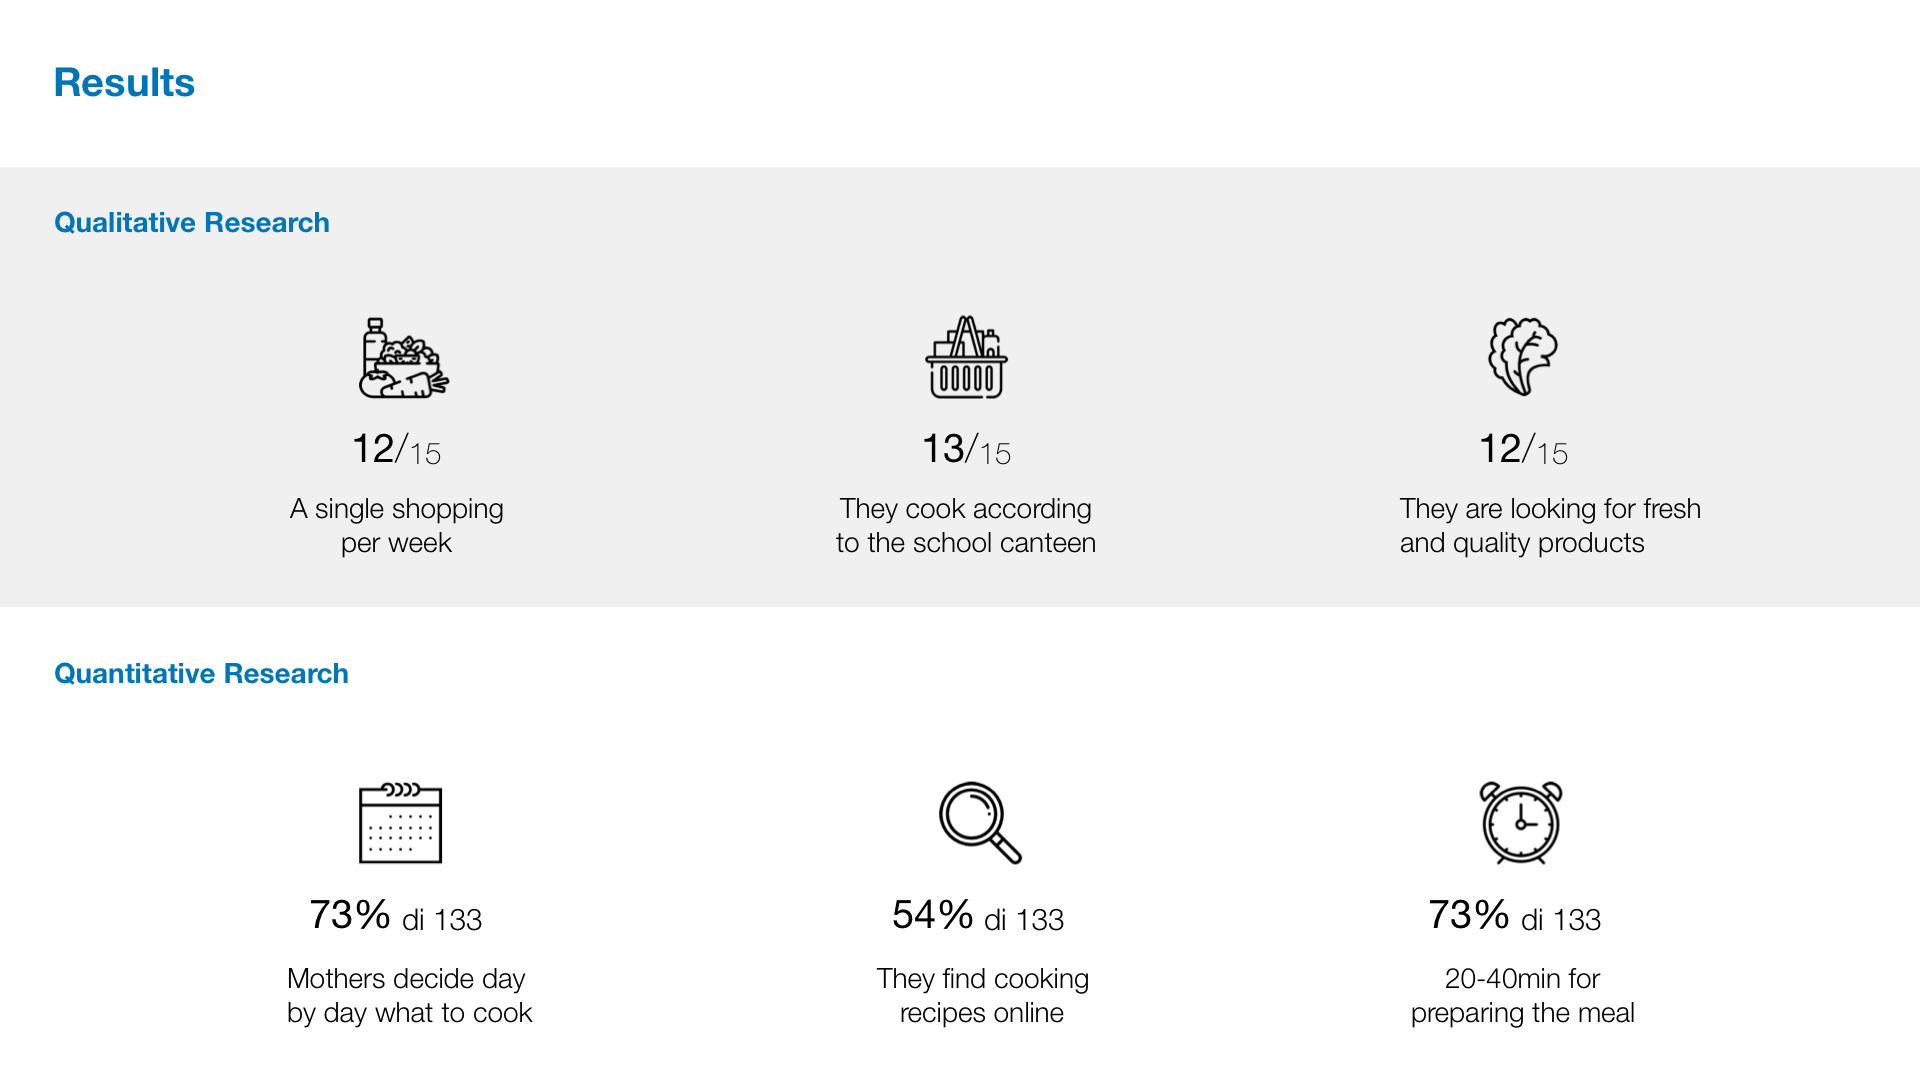 Results
Qualitative Research
12/15
A single shopping
per week
13/15
They cook according
to the school canteen
12/15
They are looking for fresh
and quality products
Quantitative Research
73% di 133
Mothers decide day
by day what to cook
54% di 133
They find cooking
recipes online
73% di 133
20-40min for
preparing the meal